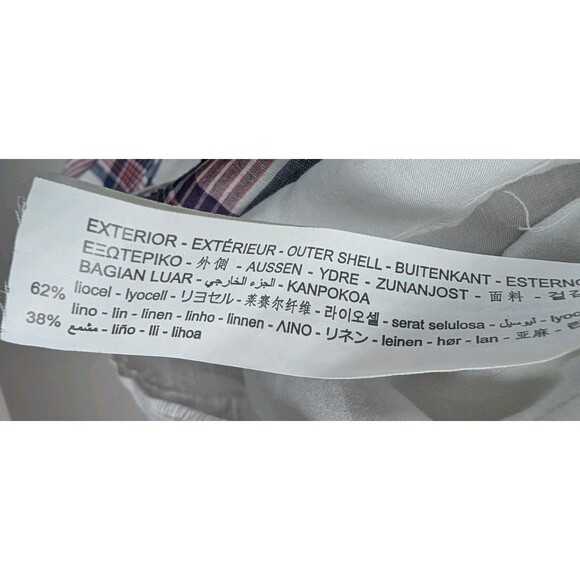 EXTERIOR - EXTÉRIEUR - OUTER SHELL - BUITENKANT - ESTERNO
ΕΞΩΤΕΡΙΚΟ - 外側 - AUSSEN - YDRE - ZUNANJOST - 面料 - 겉감
BAGIAN LUAR - الجزء الخارجي - KANPOKOA
62% liocel - lyocell - リヨセル - 莱赛尔纤维 - 라이오셀 - serat selulosa - ليوسيل - lyoc
38% lino - lin - linen - linho - linnen - ΛΙΝΟ - リネン - leinen - hør - lan - 亚麻
مشمع - liño - lli - lihoa